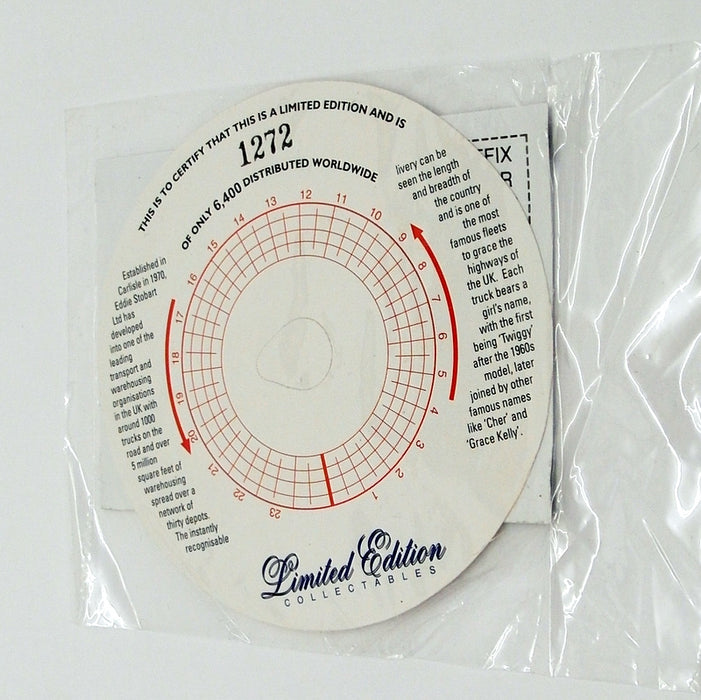 THIS IS TO CERTIFY THAT THIS IS A LIMITED EDITION AND IS
1272
OF ONLY 6,400 DISTRIBUTED WORLDWIDE
Established in
Carlisle in 1970,
Eddie Stobart
Ltd has
developed
into one of the
leading
transport and
warehousing
organisations
in the UK with
around 1000
trucks on the
road and over
5 million
square feet of
warehousing
spread over a
network of
thirty depots.
The instantly
recognisable
livery can be
seen the length
and breadth of
the country
and is one of
the most
famous fleets
to grace the
highways of
the UK. Each
truck bears a
girl's name,
with the first
being 'Twiggy'
after the 1960s
model, later
joined by other
famous names
like 'Cher' and
'Grace Kelly'.
1
2
3
4
5
6
7
8
9
10
11
12
13
14
15
16
17
18
19
20
21
22
23
Limited Edition
COLLECTABLES